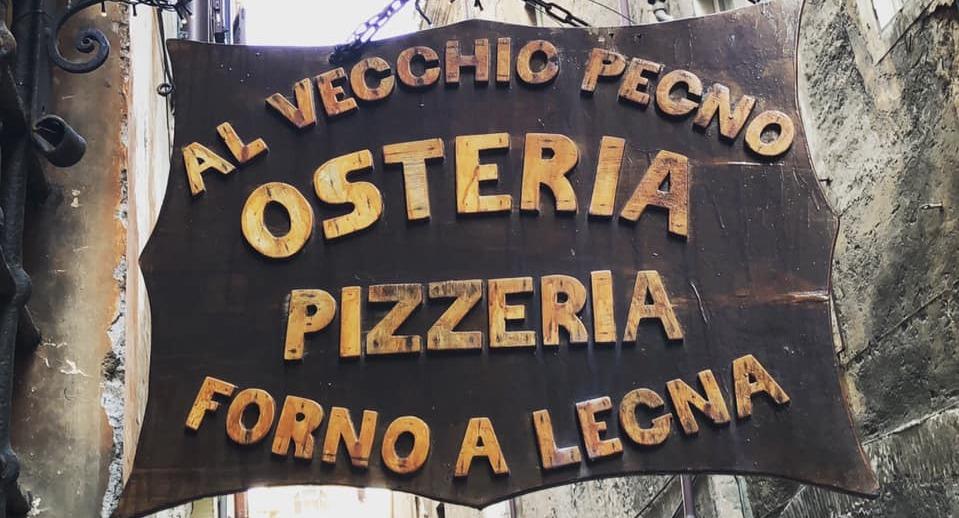 AL VECCHIO PEGNO
OSTERIA
PIZZERIA
FORNO A LEGNA